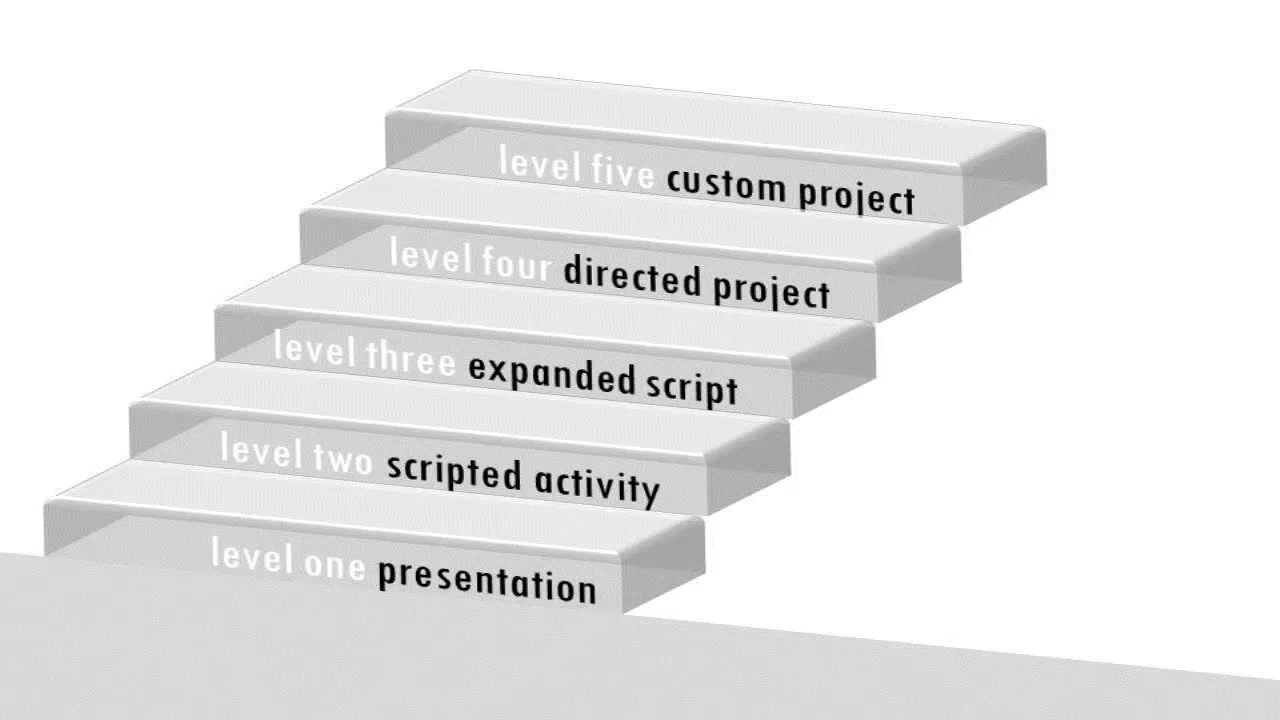 level five custom project
level four directed project
level three expanded script
level two scripted activity
level one presentation